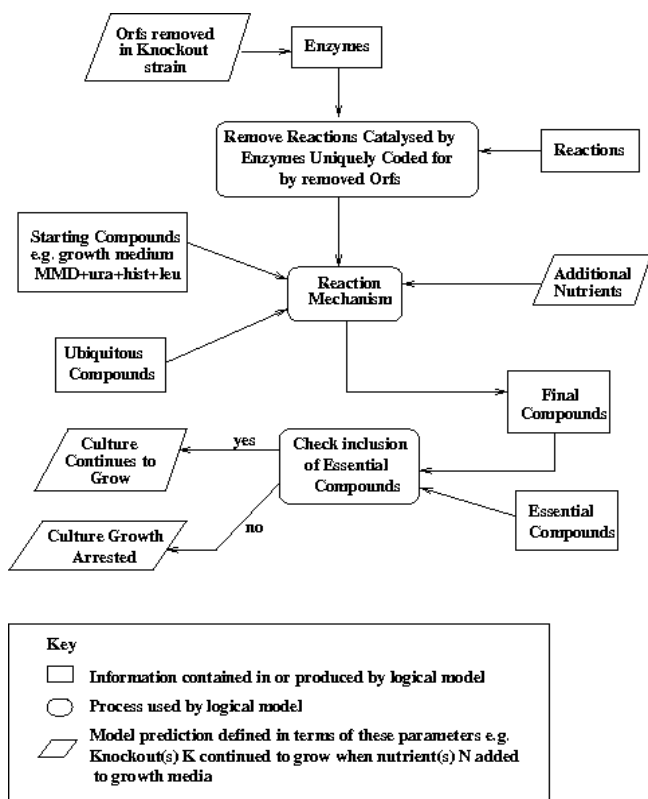 Orfs removed
in Knockout
strain
Enzymes
Remove Reactions Catalysed by
Enzymes Uniquely Coded for
by removed Orfs
Reactions
Starting Compounds
e.g. growth medium
MMD+ura+hist+leu
Reaction
Mechanism
Additional
Nutrients
Ubiquitous
Compounds
Final
Compounds
Culture
Continues to
Grow
yes
Check inclusion
of Essential
Compounds
Essential
Compounds
no
Culture Growth
Arrested
Key
Information contained in or produced by logical model
Process used by logical model
Model prediction defined in terms of these parameters e.g.
Knockout(s) K continued to grow when nutrient(s) N added
to growth media